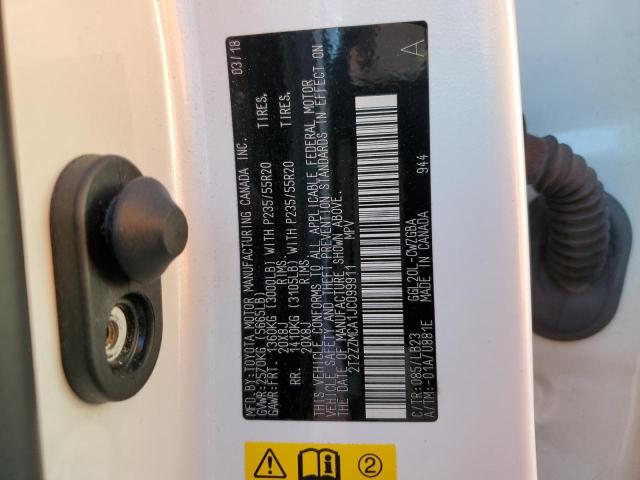 MFD.BY:TOYOTA MOTOR MANUFACTURING CANADA INC. 03/18
GVWR:2570KG (5665LB)
GAWR:FRT. 1360KG (3000LB) WITH P235/55R20 TIRES,
20X8J RIMS,
RR. 1410KG (3105LB) WITH P235/55R20 TIRES,
20X8J RIMS,
THIS VEHICLE CONFORMS TO ALL APPLICABLE FEDERAL MOTOR
VEHICLE SAFETY AND THEFT PREVENTION STANDARDS IN EFFECT ON
THE DATE OF MANUFACTURE SHOWN ABOVE.
2T2ZZMCA1JC099911 MPV
A
C/TR:085/LB23 GGL20L-CWZGBA
A/TM:-01A/U881E MADE IN CANADA 944
2